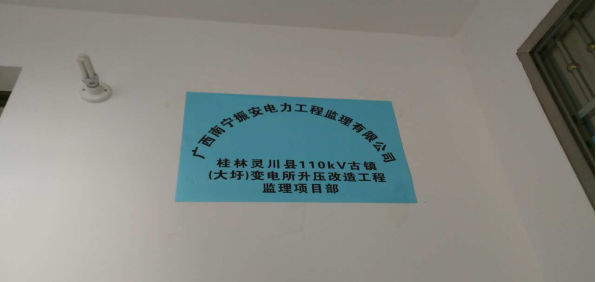 广西南宁振安电力工程监理有限公司
桂林灵川县110kV古镇
(大圩)变电所升压改造工程
监理项目部